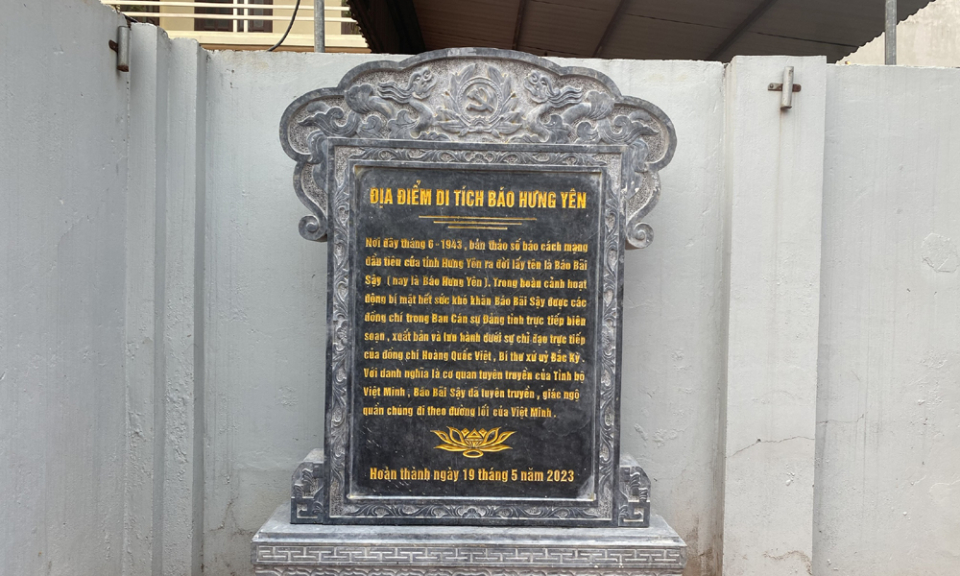 ĐỊA ĐIỂM DI TÍCH BÁO HƯNG YÊN
Nơi đây tháng 6-1943, bản thảo số báo cách mạng
đầu tiên của tỉnh Hưng Yên ra đời lấy tên là Báo Bãi
Sậy (nay là Báo Hưng Yên). Trong hoàn cảnh hoạt
động bí mật hết sức khó khăn Báo Bãi Sậy được các
đồng chí trong Ban Cán sự Đảng tỉnh trực tiếp biên
soạn, xuất bản và lưu hành dưới sự chỉ đạo trực tiếp
của đồng chí Hoàng Quốc Việt, Bí thư xứ uỷ Bắc Kỳ.
Với danh nghĩa là cơ quan tuyên truyền của Tỉnh bộ
Việt Minh, Báo Bãi Sậy đã tuyên truyền, giác ngộ
quần chúng đi theo đường lối của Việt Minh.
Hoàn thành ngày 19 tháng 5 năm 2023